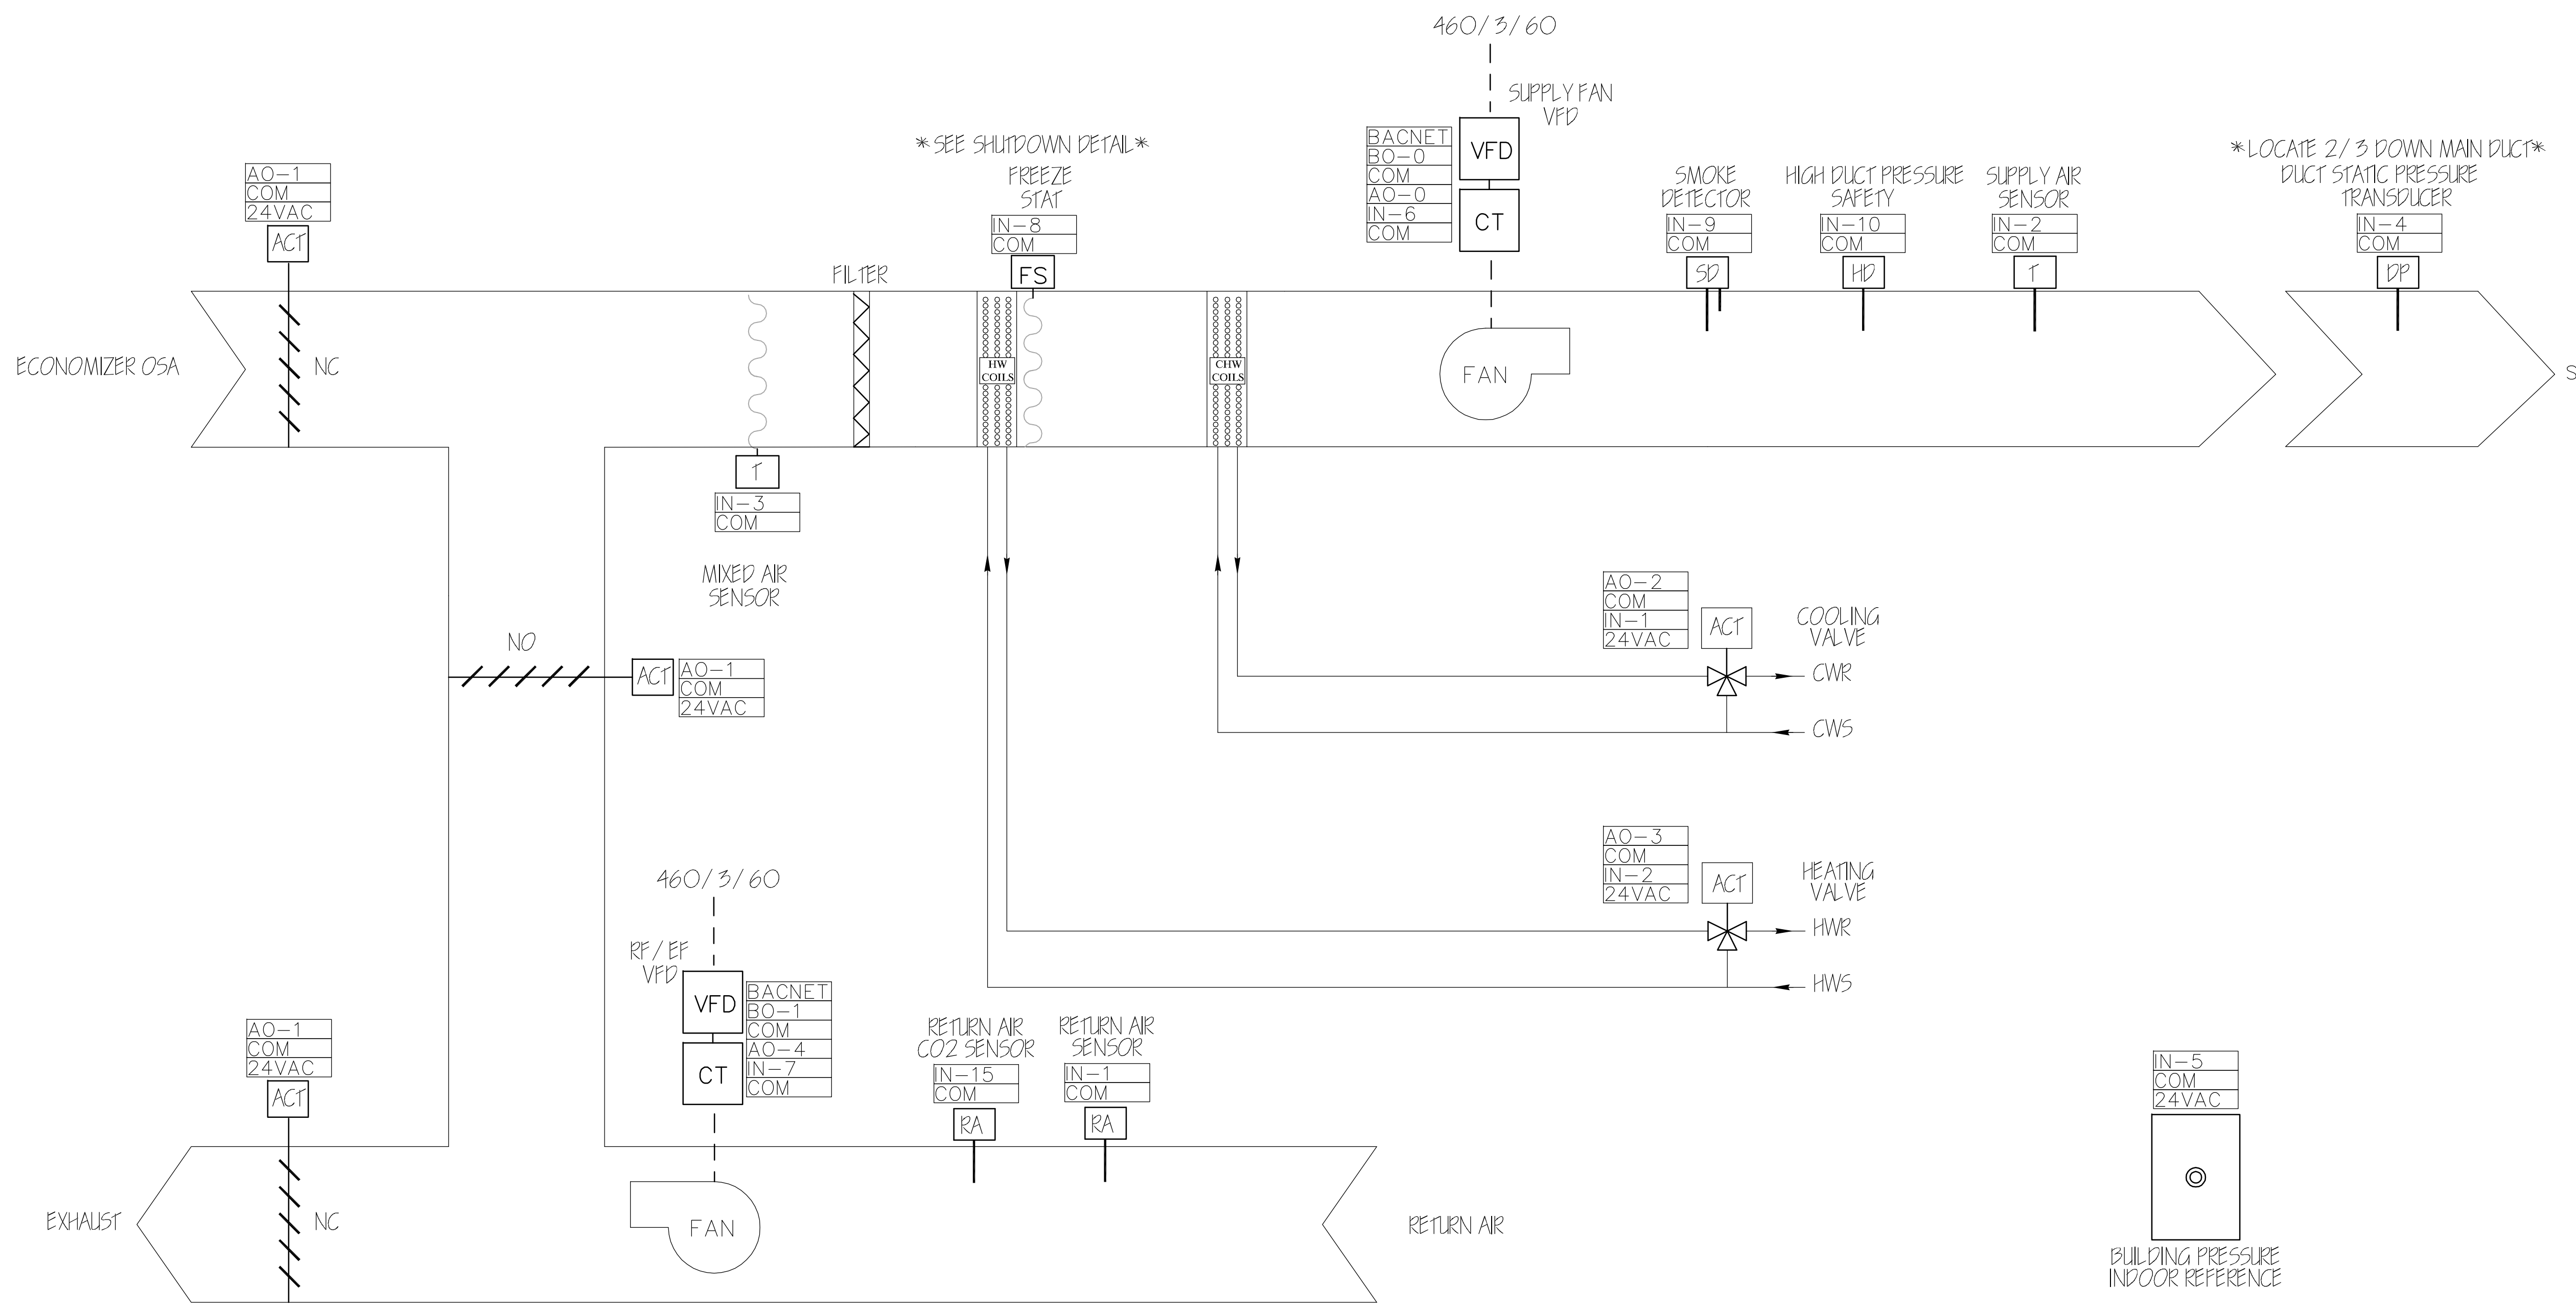 460/3/60
SUPPLY FAN
VFD
BACNET
BO-0
COM
AO-0
IN-6
COM
VFD
CT
*SEE SHUTDOWN DETAIL*
FREEZE
STAT
IN-8
COM
FS
AO-1
COM
24VAC
ACT
SMOKE
DETECTOR
IN-9
COM
SD
HIGH DUCT PRESSURE
SAFETY
IN-10
COM
HD
SUPPLY AIR
SENSOR
IN-2
COM
T
*LOCATE 2/3 DOWN MAIN DUCT*
DUCT STATIC PRESSURE
TRANSDUCER
IN-4
COM
DP
FILTER
ECONOMIZER OSA
NC
HW
COILS
CHW
COILS
FAN
S
T
IN-3
COM
MIXED AIR
SENSOR
NO
ACT
AO-1
COM
24VAC
AO-2
COM
IN-1
24VAC
ACT
COOLING
VALVE
CWR
CWS
AO-3
COM
IN-2
24VAC
ACT
HEATING
VALVE
HWR
HWS
460/3/60
RF/EF
VFD
VFD
CT
BACNET
BO-1
COM
AO-4
IN-7
COM
RETURN AIR
CO2 SENSOR
IN-15
COM
RA
RETURN AIR
SENSOR
IN-1
COM
RA
AO-1
COM
24VAC
ACT
EXHAUST
NC
FAN
RETURN AIR
IN-5
COM
24VAC
BUILDING PRESSURE
INDOOR REFERENCE